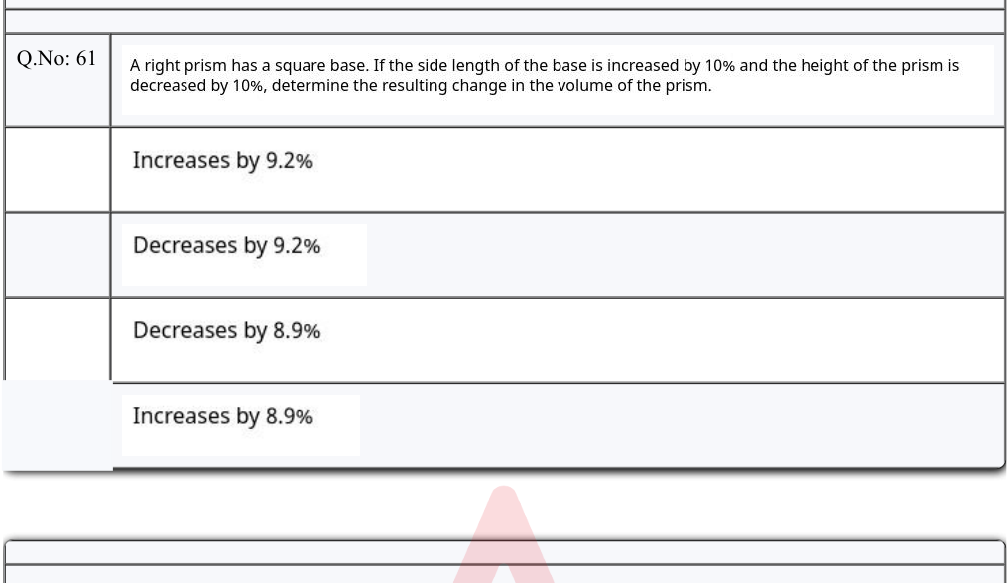 Q.No: 61
A right prism has a square base. If the side length of the base is increased by 10% and the height of the prism is
decreased by 10%, determine the resulting change in the volume of the prism.
Increases by 9.2%
Decreases by 9.2%
Decreases by 8.9%
Increases by 8.9%